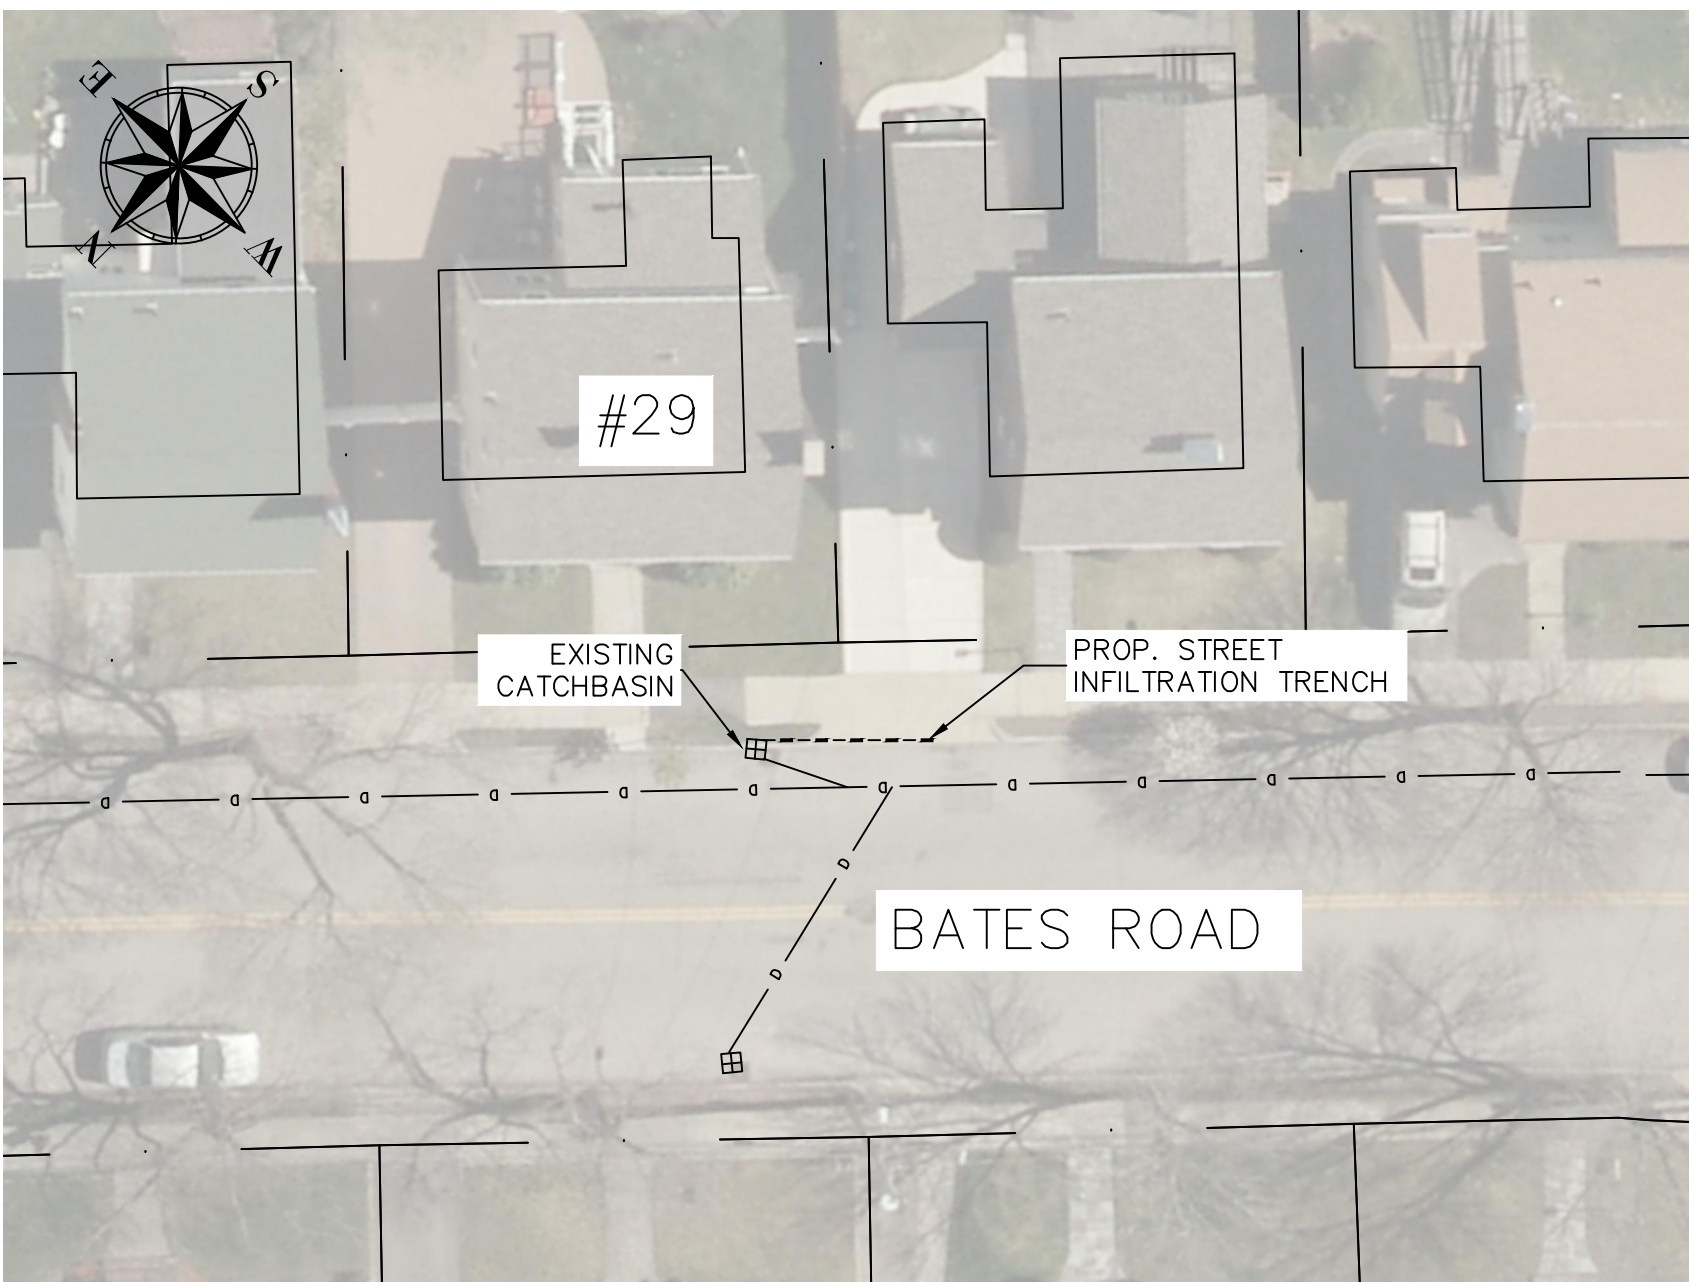 E
S
N
W
#29
EXISTING
CATCHBASIN
PROP. STREET
INFILTRATION TRENCH
D D D D D D D D D D D D
D
BATES ROAD
D